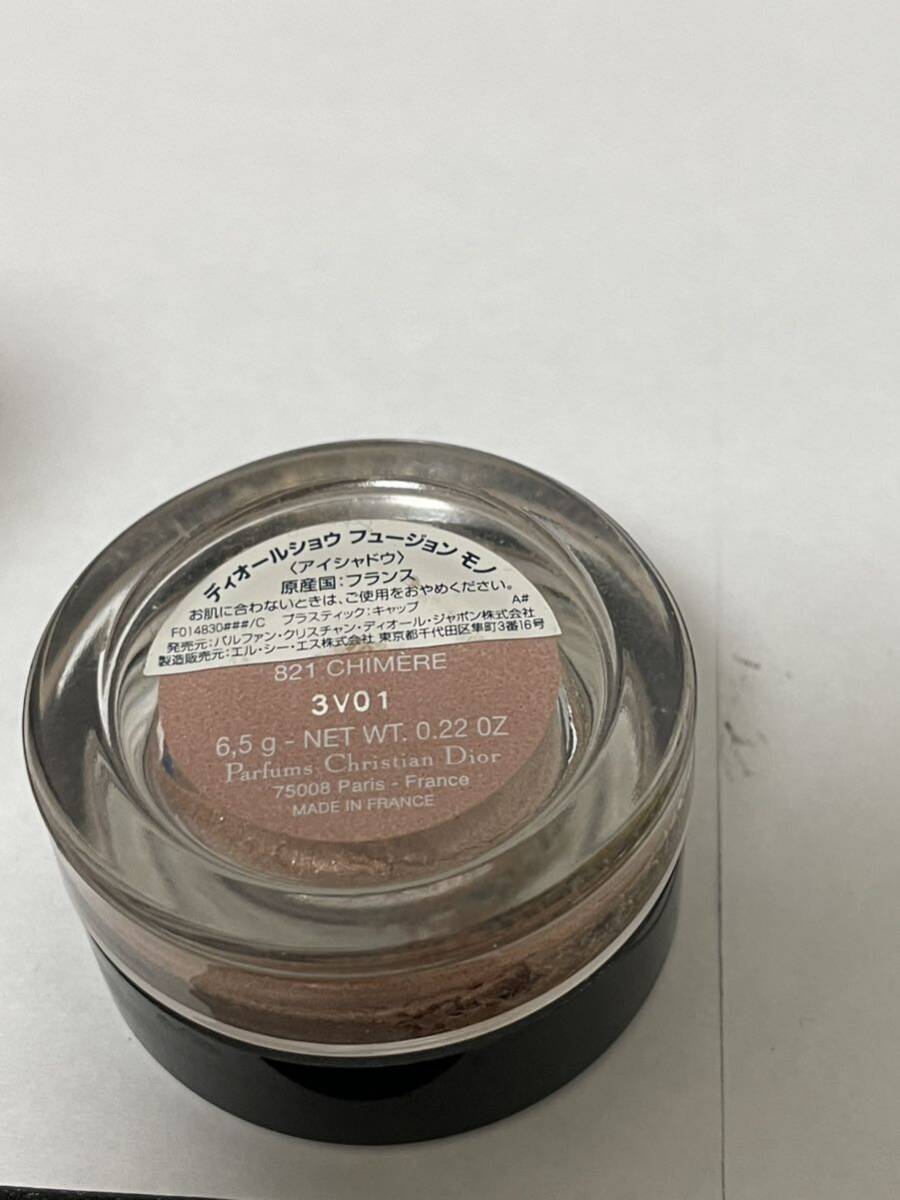 ディオールショウ フュージョン モノ
〈アイシャドウ〉
原産国:フランス
お肌に合わないときは、ご使用をおやめください。
F014830###/C プラスティック:キャップ A#
発売元:パルファン・クリスチャン・ディオール・ジャポン株式会社
製造販売元:エル・シー・エス株式会社 東京都千代田区隼町3番16号
821 CHIMÈRE
3V01
6,5 g - NET WT. 0.22 OZ
Parfums Christian Dior
75008 Paris - France
MADE IN FRANCE